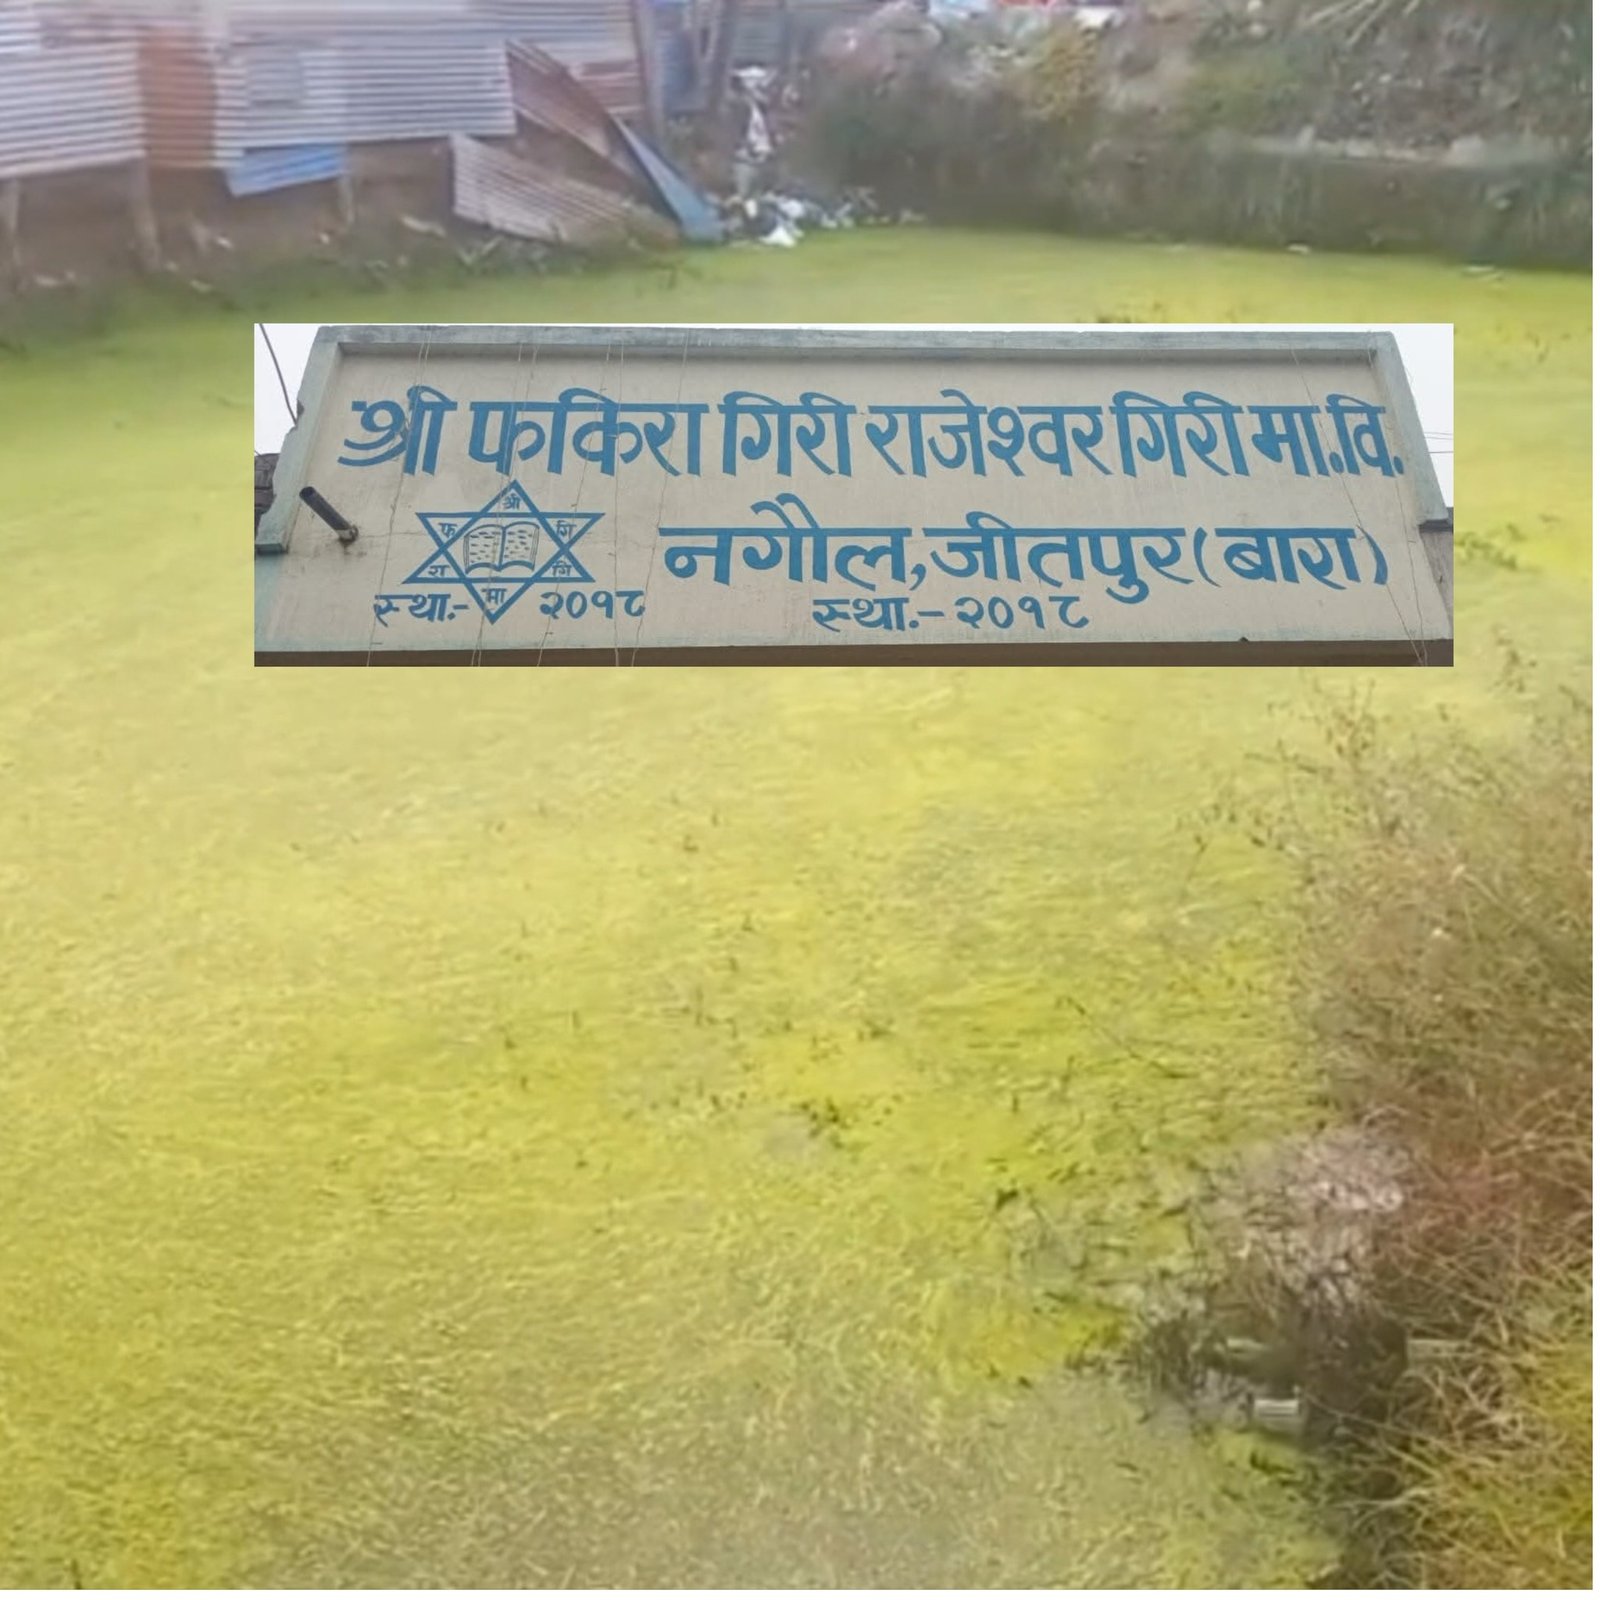 श्री फकिरा गिरी राजेश्वर गिरी मा.वि.
नगौल, जीतपुर (बारा)
श्री
फ गि
रा गि
मा
स्था.- २०१८
स्था.- २०१८